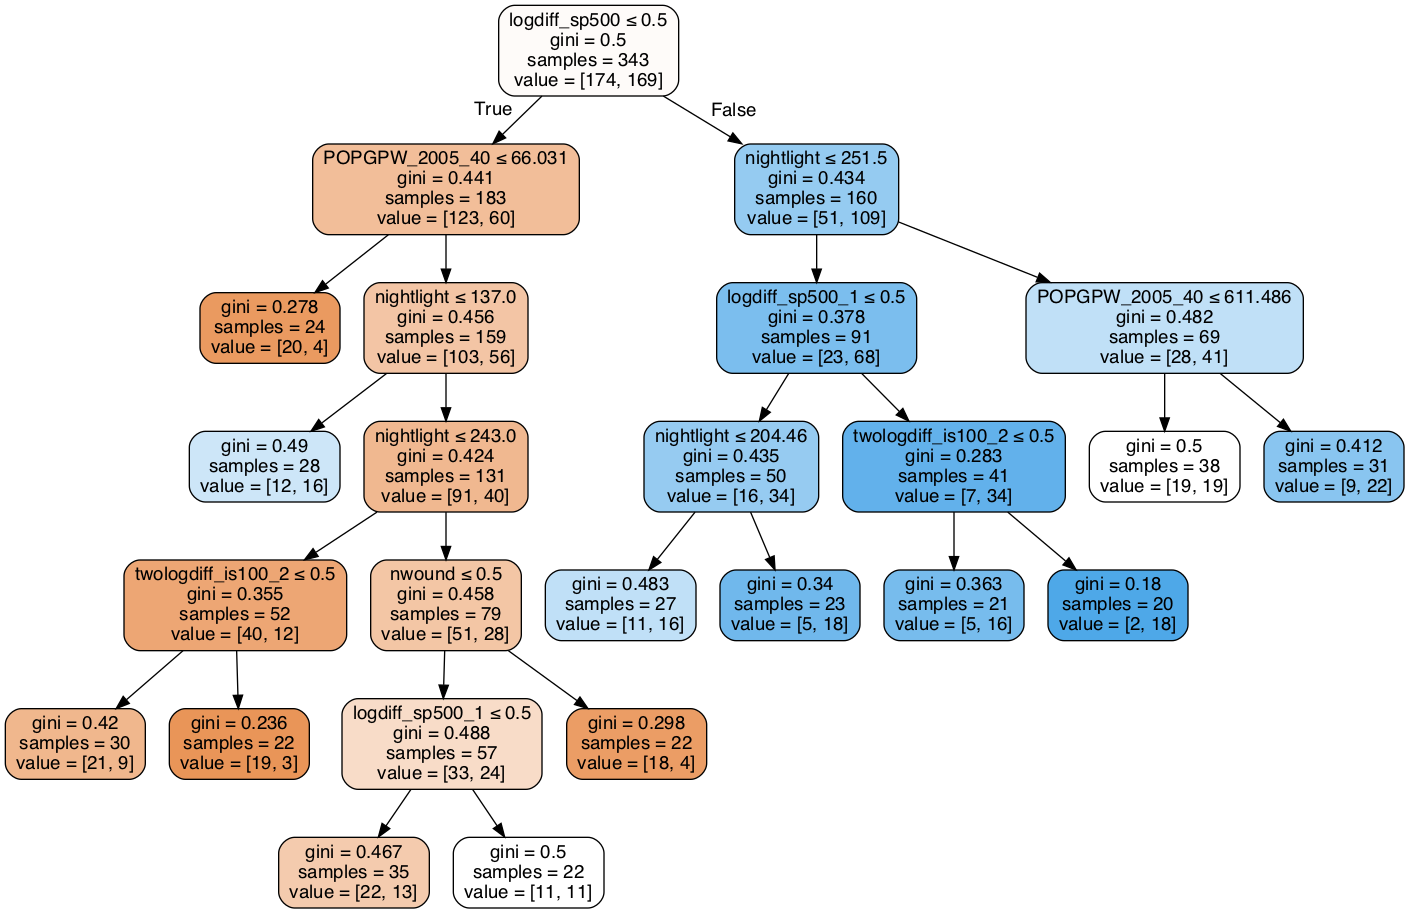 logdiff_sp500 ≤ 0.5
gini = 0.5
samples = 343
value = [174, 169]
True
False
POPGPW_2005_40 ≤ 66.031
gini = 0.441
samples = 183
value = [123, 60]
nightlight ≤ 251.5
gini = 0.434
samples = 160
value = [51, 109]
gini = 0.278
samples = 24
value = [20, 4]
nightlight ≤ 137.0
gini = 0.456
samples = 159
value = [103, 56]
logdiff_sp500_1 ≤ 0.5
gini = 0.378
samples = 91
value = [23, 68]
POPGPW_2005_40 ≤ 611.486
gini = 0.482
samples = 69
value = [28, 41]
gini = 0.49
samples = 28
value = [12, 16]
nightlight ≤ 243.0
gini = 0.424
samples = 131
value = [91, 40]
nightlight ≤ 204.46
gini = 0.435
samples = 50
value = [16, 34]
twologdiff_is100_2 ≤ 0.5
gini = 0.283
samples = 41
value = [7, 34]
gini = 0.5
samples = 38
value = [19, 19]
gini = 0.412
samples = 31
value = [9, 22]
twologdiff_is100_2 ≤ 0.5
gini = 0.355
samples = 52
value = [40, 12]
nwound ≤ 0.5
gini = 0.458
samples = 79
value = [51, 28]
gini = 0.483
samples = 27
value = [11, 16]
gini = 0.34
samples = 23
value = [5, 18]
gini = 0.363
samples = 21
value = [5, 16]
gini = 0.18
samples = 20
value = [2, 18]
gini = 0.42
samples = 30
value = [21, 9]
gini = 0.236
samples = 22
value = [19, 3]
logdiff_sp500_1 ≤ 0.5
gini = 0.488
samples = 57
value = [33, 24]
gini = 0.298
samples = 22
value = [18, 4]
gini = 0.467
samples = 35
value = [22, 13]
gini = 0.5
samples = 22
value = [11, 11]